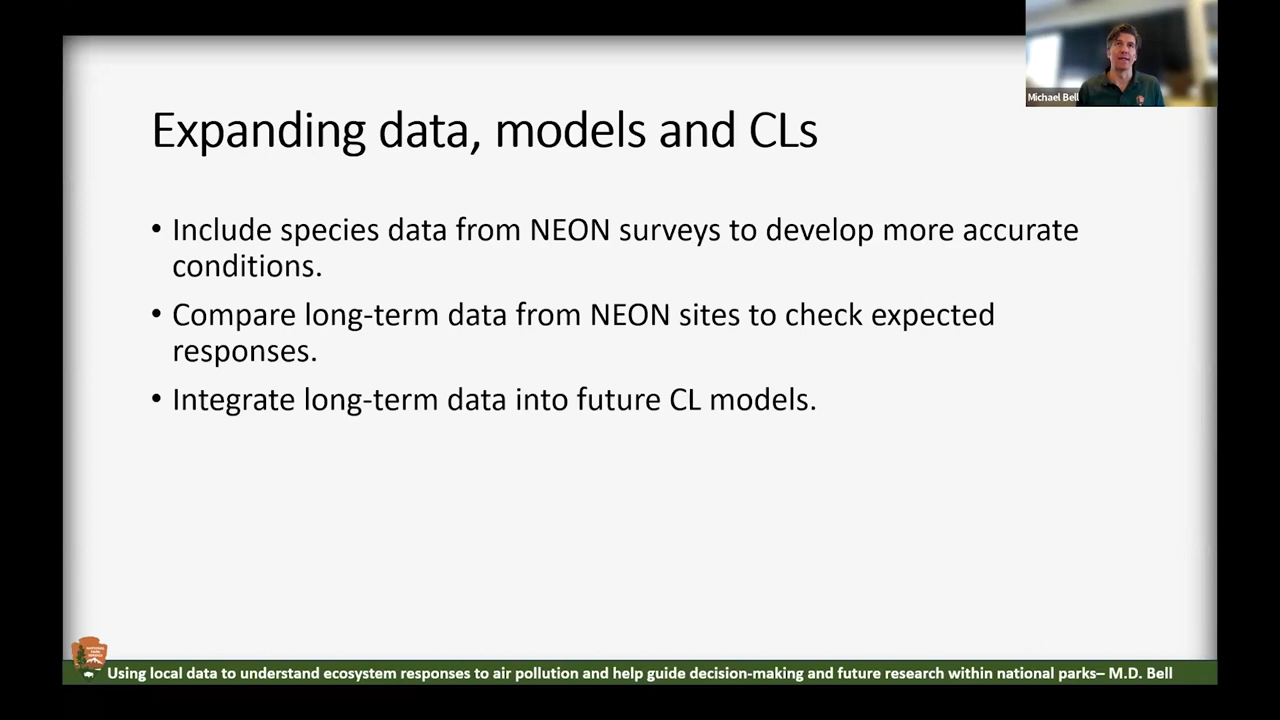 Michael Bell
Expanding data, models and CLs
• Include species data from NEON surveys to develop more accurate
conditions.
• Compare long-term data from NEON sites to check expected
responses.
• Integrate long-term data into future CL models.
NATIONAL
PARK
SERVICE
Using local data to understand ecosystem responses to air pollution and help guide decision-making and future research within national parks– M.D. Bell